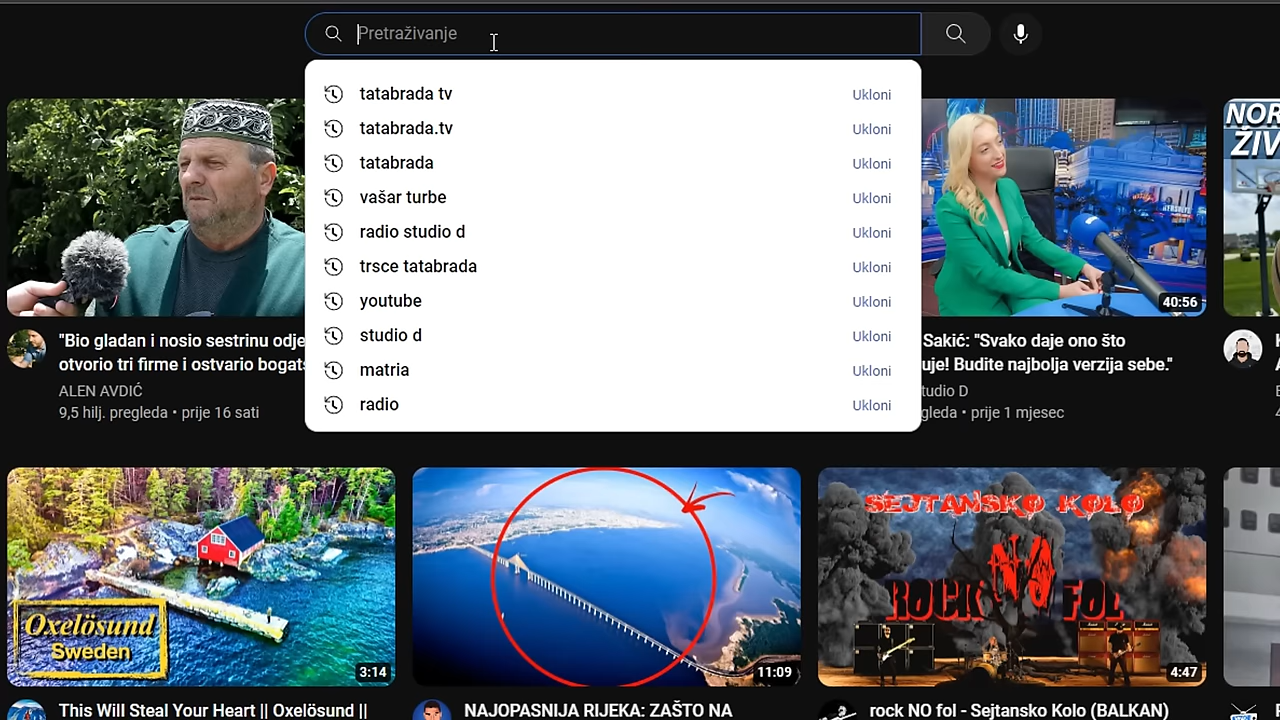 Pretraživanje
tatabrada tv Ukloni
tatabrada.tv Ukloni
tatabrada Ukloni
vašar turbe Ukloni
radio studio d Ukloni
trsce tatabrada Ukloni
youtube Ukloni
studio d Ukloni
matria Ukloni
radio Ukloni
NOR
ŽIV
40:56
"Bio gladan i nosio sestrinu odje
otvorio tri firme i ostvario bogat
ALEN AVDIĆ
9,5 hilj. pregleda • prije 16 sati
Sakić: "Svako daje ono što
uje! Budite najbolja verzija sebe."
tudio D
gleda • prije 1 mjesec
Oxelösund
Sweden
3:14
11:09
SEJTANSKO KOLO
ROCK NO FOL
4:47
This Will Steal Your Heart || Oxelösund ||
NAJOPASNIJA RIJEKA: ZAŠTO NA
rock NO fol - Sejtansko Kolo (BALKAN)